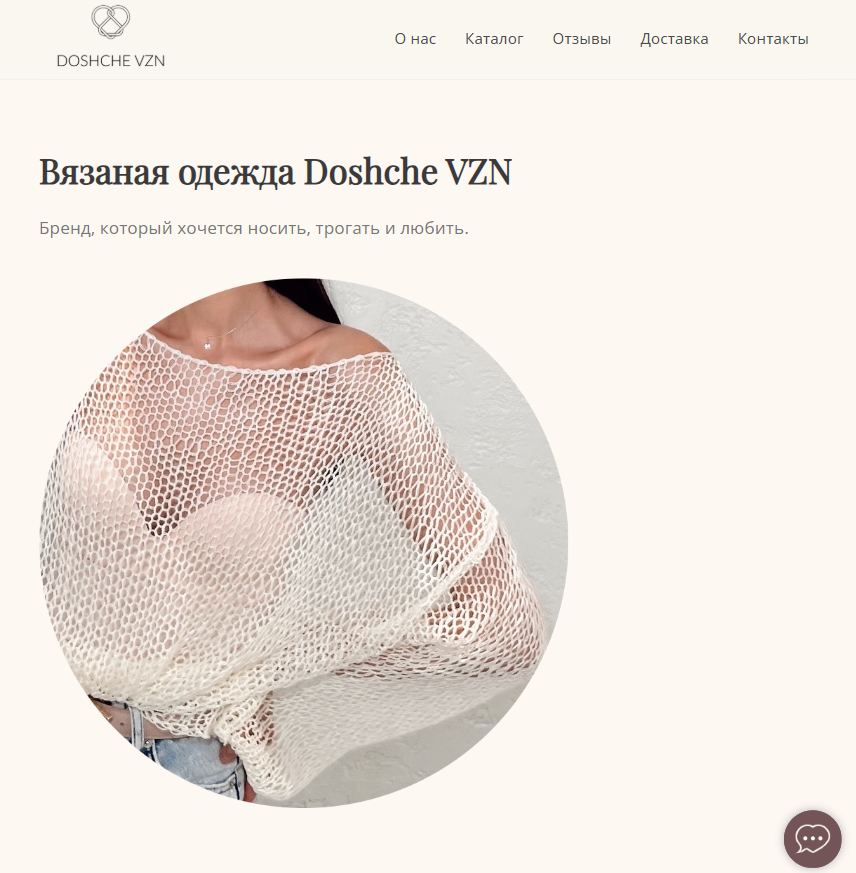 DOSHCHE VZN
О нас Каталог Отзывы Доставка Контакты
Вязаная одежда Doshche VZN
Бренд, который хочется носить, трогать и любить.